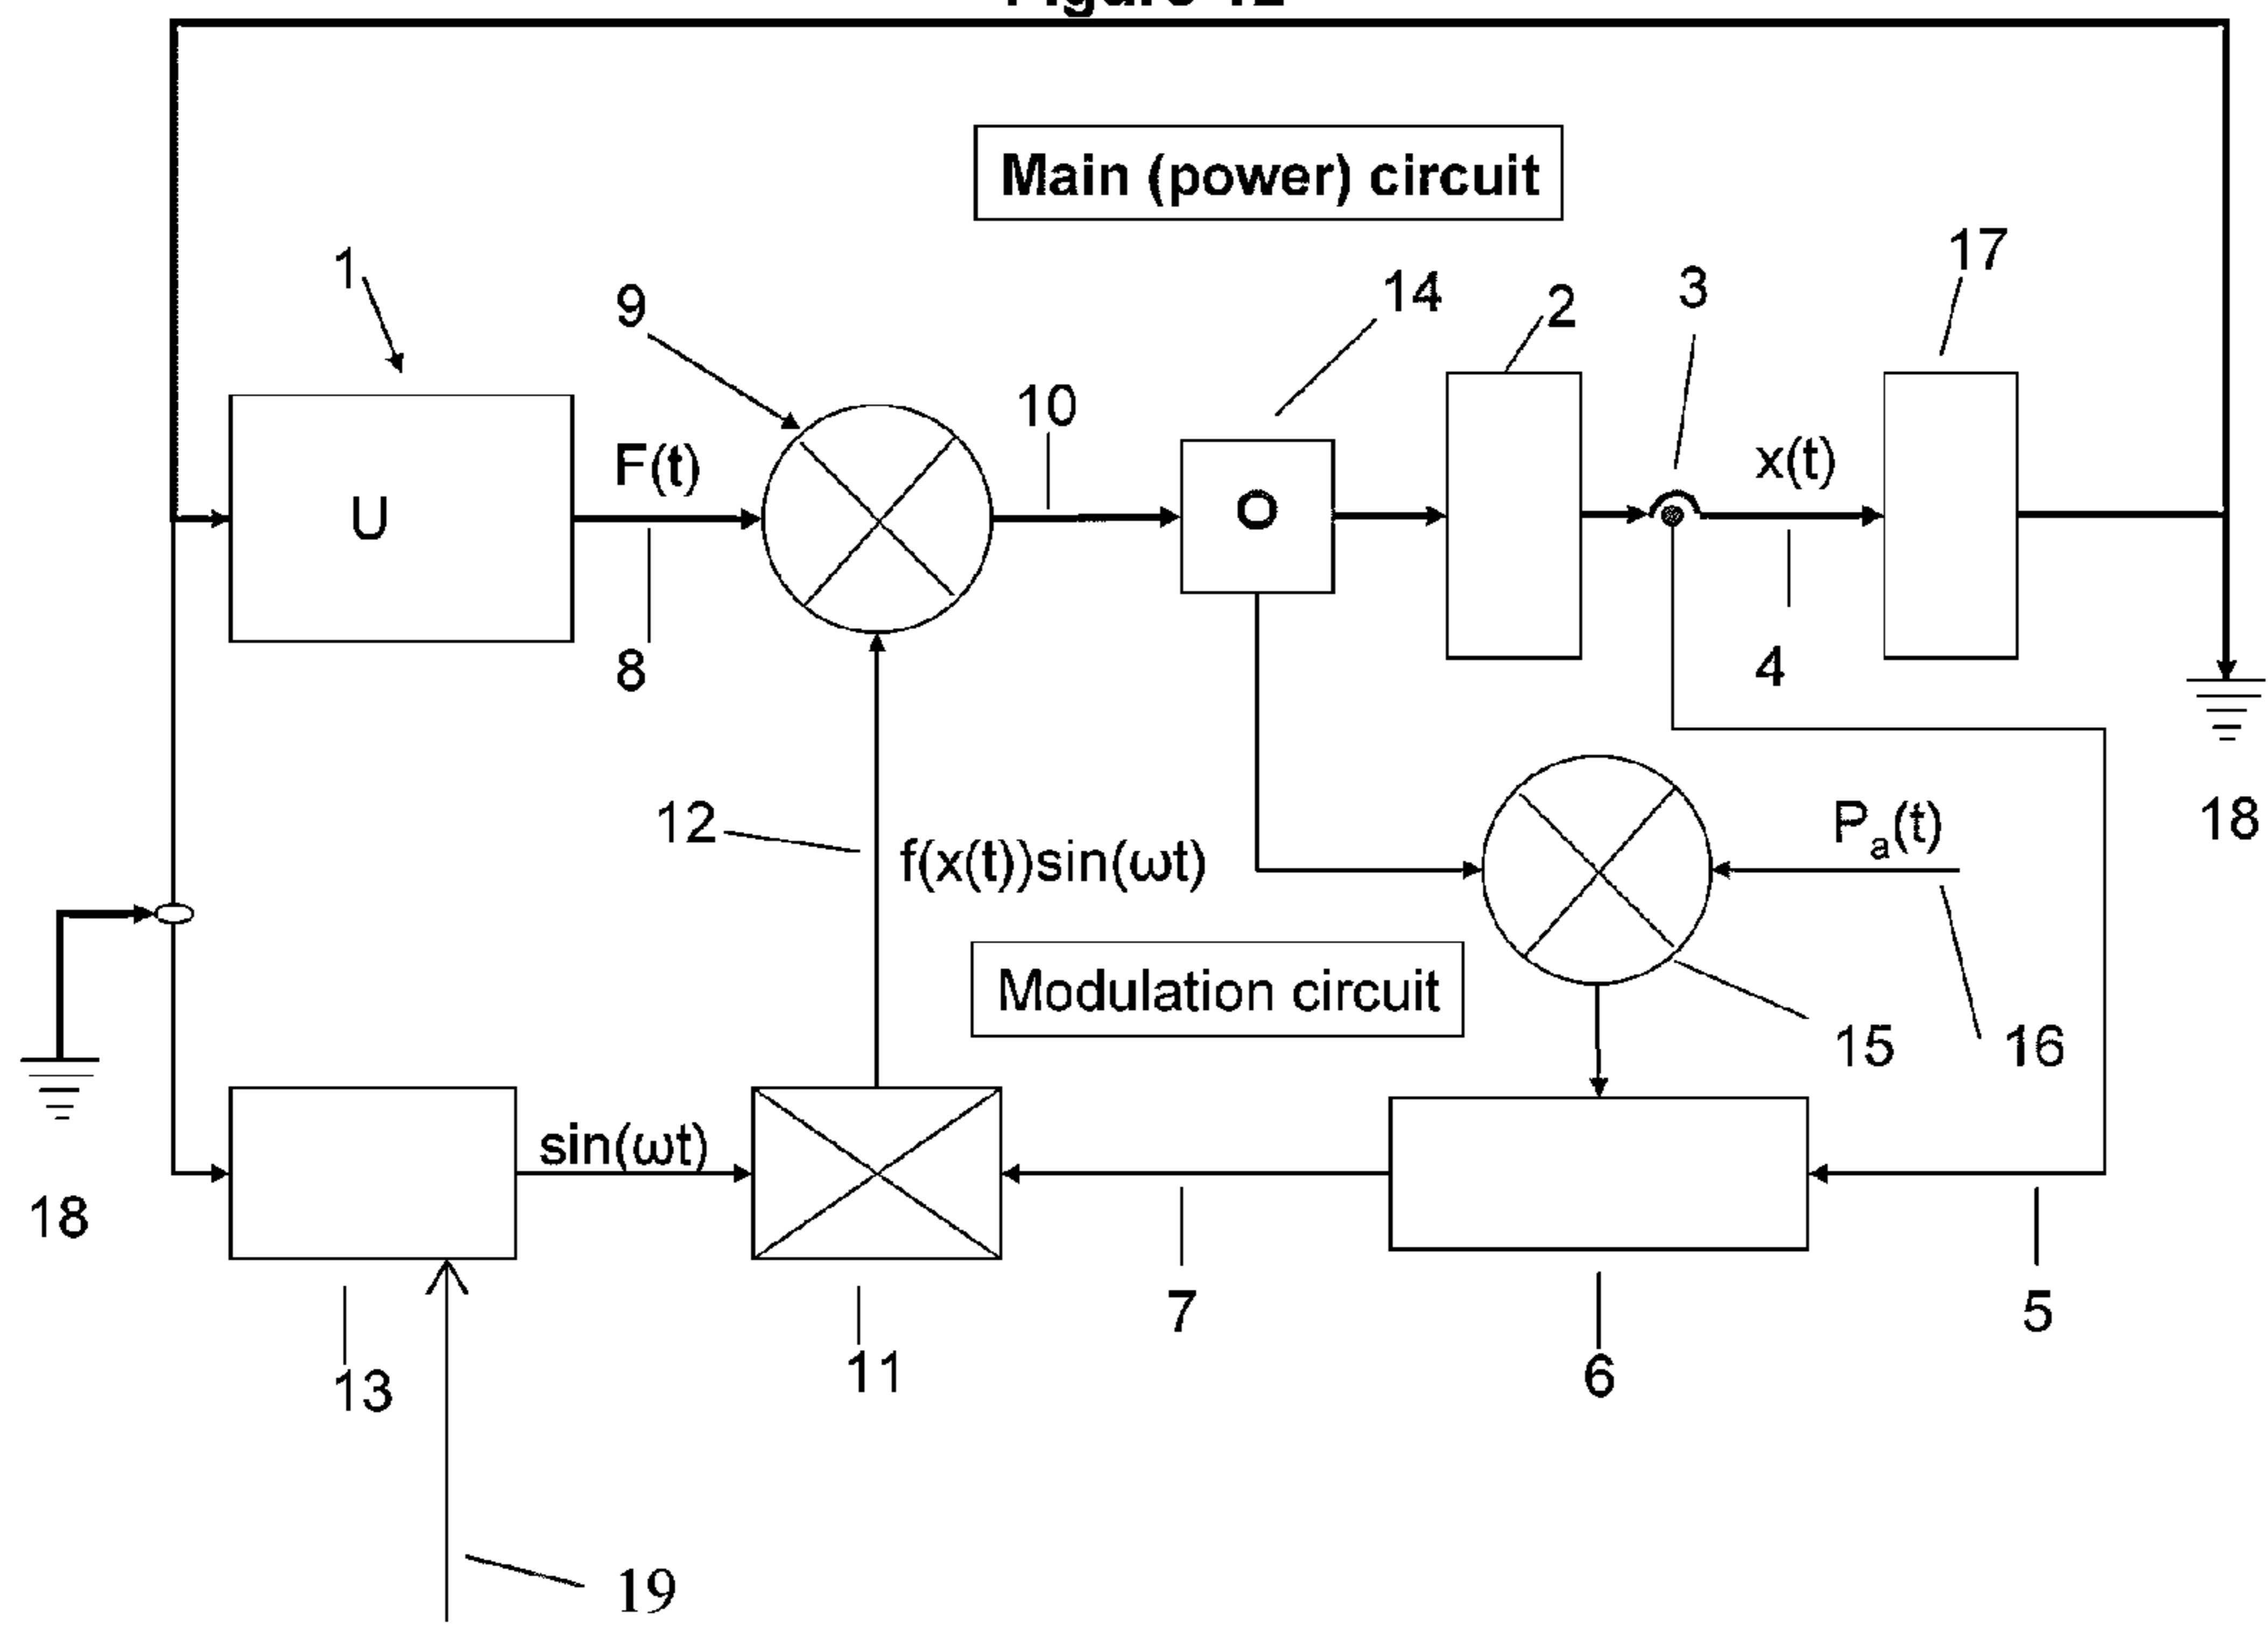 Main (power) circuit
1
9
14
2
3
17
10
F(t)
x(t)
U
O
8
4
12
f(x(t))sin(ωt)
Pa(t)
18
Modulation circuit
15
16
sin(ωt)
18
7
5
13
11
6
19